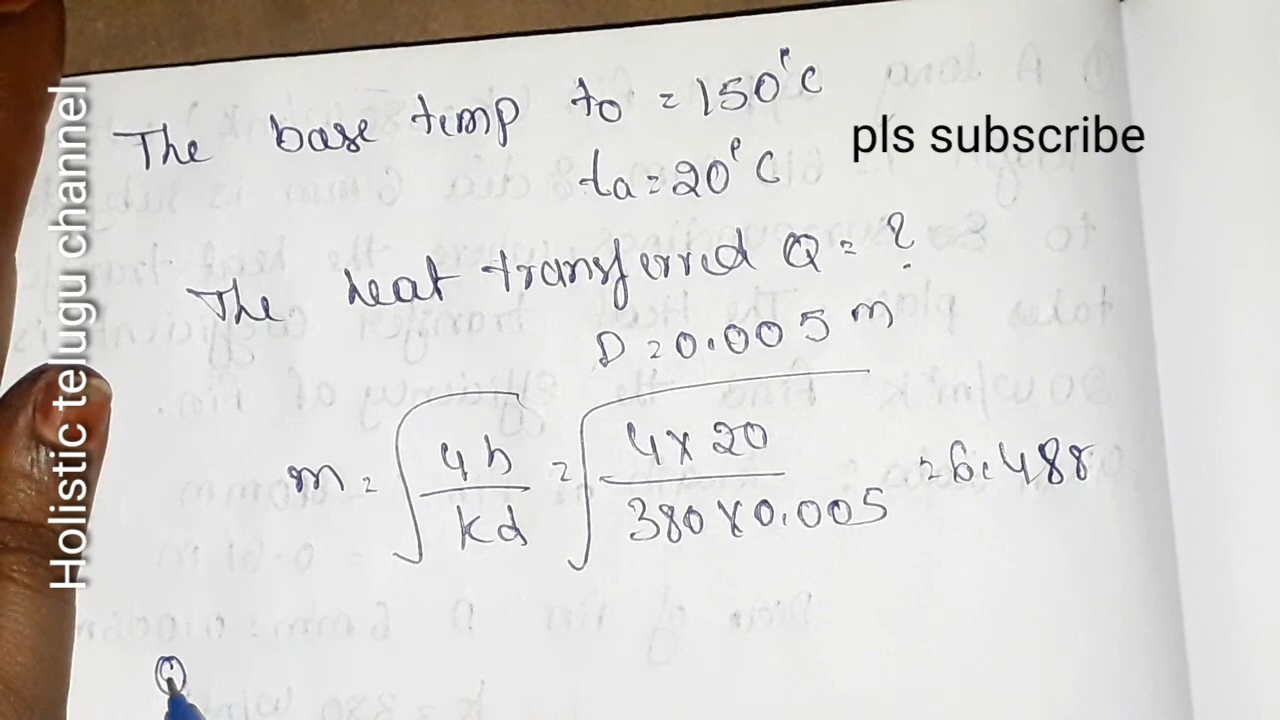 The base temp to = 150°C
pls subscribe
ta = 20°C
The heat transferred Q = ?
D = 0.005 m
m = √(4h/kd) = √(4×20/380×0.005) = 6.488
Holistic telugu channel